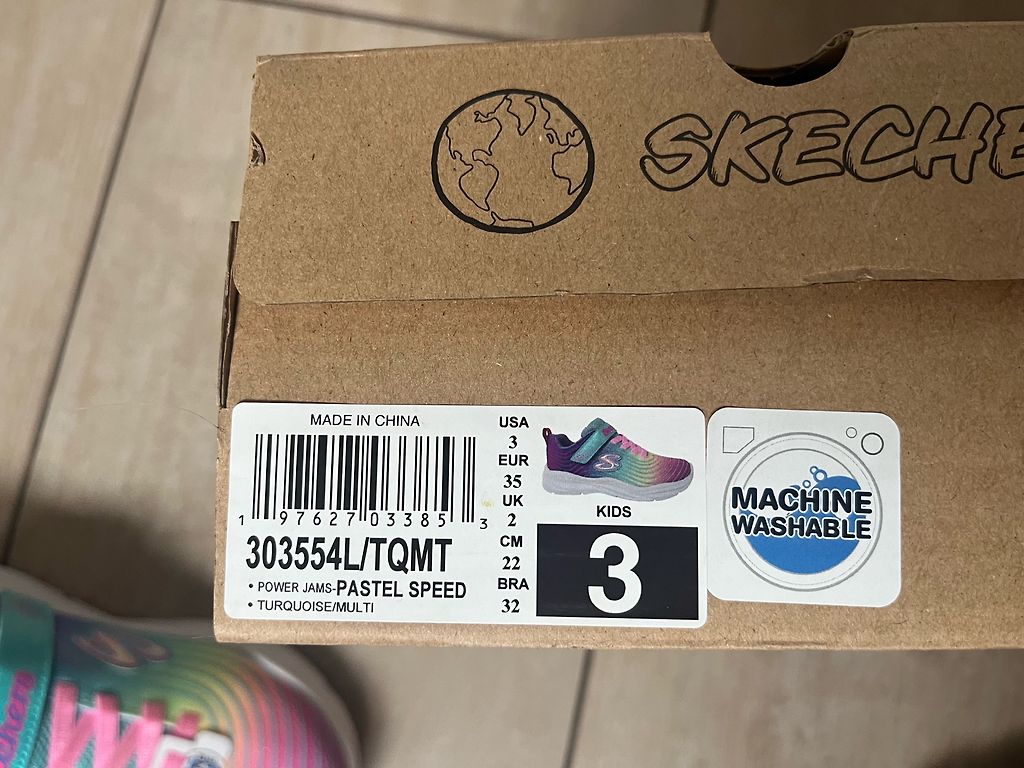 SKECHE
MADE IN CHINA
1 97627 03385 3
303554L/TQMT
• POWER JAMS-PASTEL SPEED
• TURQUOISE/MULTI
USA
3
EUR
35
UK
2
CM
22
BRA
32
KIDS
3
MACHINE
WASHABLE